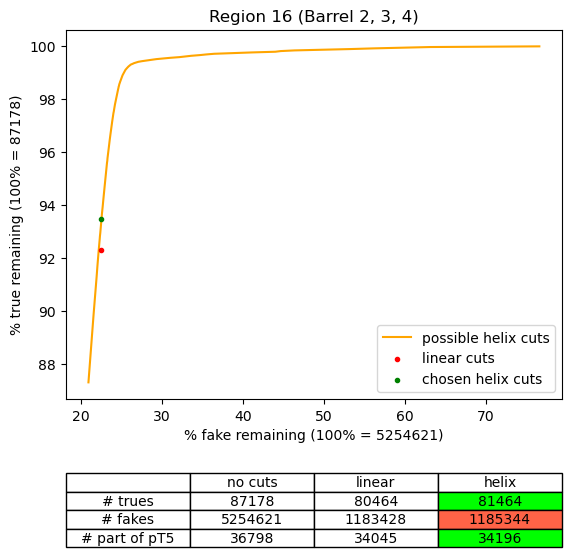 Region 16 (Barrel 2, 3, 4)
100
98
96
94
92
90
88
% true remaining (100% = 87178)
possible helix cuts
linear cuts
chosen helix cuts
20 30 40 50 60 70
% fake remaining (100% = 5254621)
no cuts linear helix
# trues 87178 80464 81464
# fakes 5254621 1183428 1185344
# part of pT5 36798 34045 34196